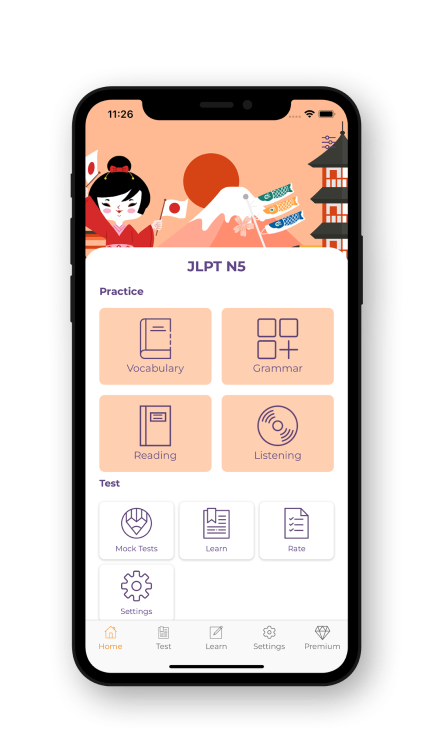 11:26
JLPT N5
Practice
Vocabulary
Grammar
Reading
Listening
Test
Mock Tests
Learn
Rate
Settings
Home
Test
Learn
Settings
Premium